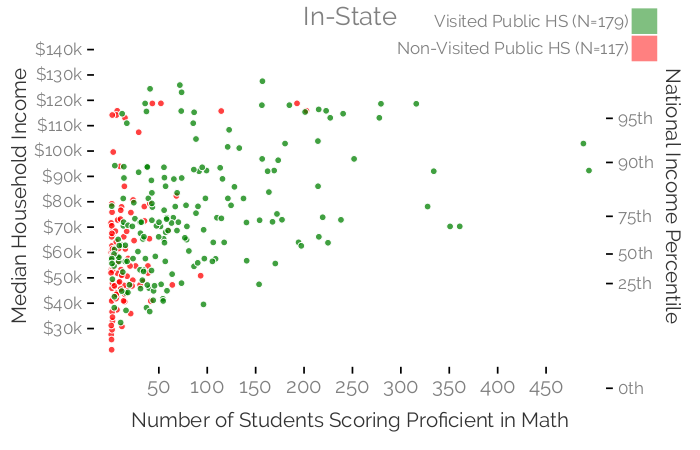 In-State
Visited Public HS (N=179)
Non-Visited Public HS (N=117)
Median Household Income
$140k
$130k
$120k
$110k
$100k
$90k
$80k
$70k
$60k
$50k
$40k
$30k
National Income Percentile
95th
90th
75th
50th
25th
0th
50 100 150 200 250 300 350 400 450
Number of Students Scoring Proficient in Math